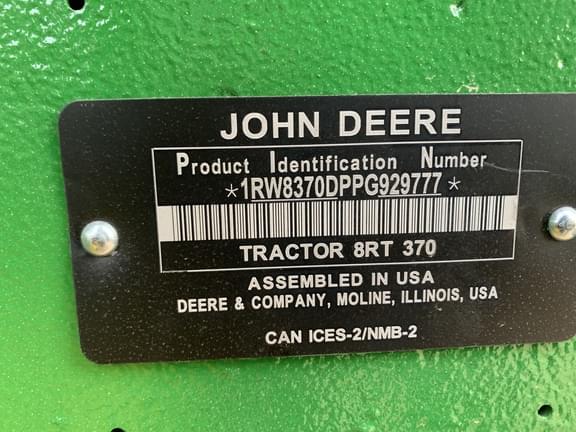 JOHN DEERE
Product Identification Number
*1RW8370DPPG929777*
TRACTOR 8RT 370
ASSEMBLED IN USA
DEERE & COMPANY, MOLINE, ILLINOIS, USA
CAN ICES-2/NMB-2